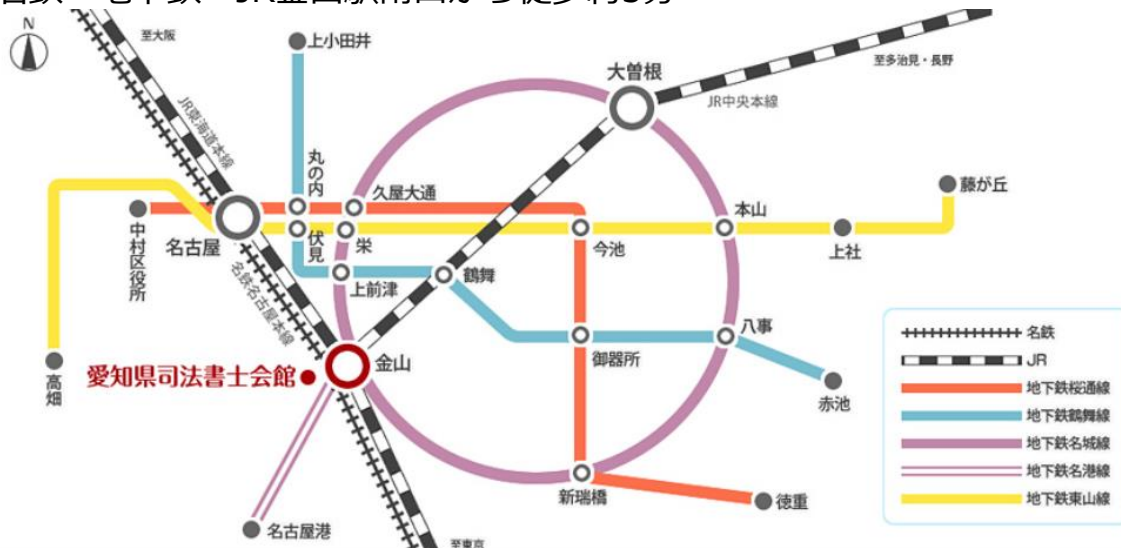 N
至大阪
上小田井
大曽根
至多治見・長野
JR中央本線
JR東海道本線
丸の内
久屋大通
藤が丘
本山
中村区役所
名古屋
伏見
栄
今池
上社
上前津
鶴舞
名鉄名古屋本線
八事
御器所
金山
愛知県司法書士会館
高畑
赤池
新瑞橋
徳重
名古屋港
名鉄
JR
地下鉄桜通線
地下鉄鶴舞線
地下鉄名城線
地下鉄名港線
地下鉄東山線